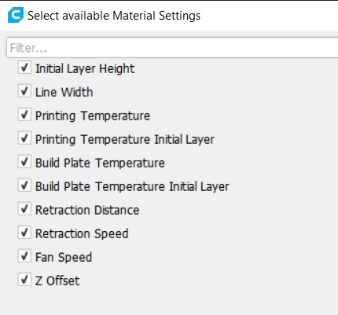 Select available Material Settings
Filter...
Initial Layer Height
Line Width
Printing Temperature
Printing Temperature Initial Layer
Build Plate Temperature
Build Plate Temperature Initial Layer
Retraction Distance
Retraction Speed
Fan Speed
Z Offset